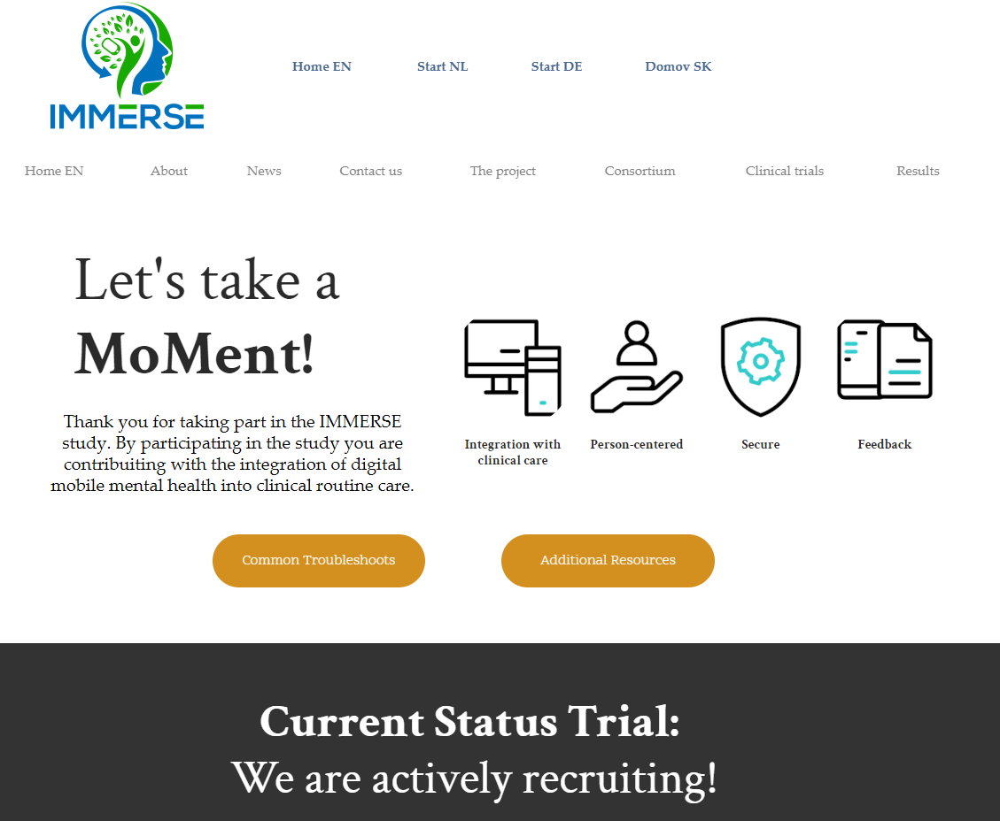 IMMERSE
Home EN
Start NL
Start DE
Domov SK
Home EN
About
News
Contact us
The project
Consortium
Clinical trials
Results
Let's take a
MoMent!
Thank you for taking part in the IMMERSE
study. By participating in the study you are
contribuiting with the integration of digital
mobile mental health into clinical routine care.
Integration with
clinical care
Person-centered
Secure
Feedback
Common Troubleshoots
Additional Resources
Current Status Trial:
We are actively recruiting!